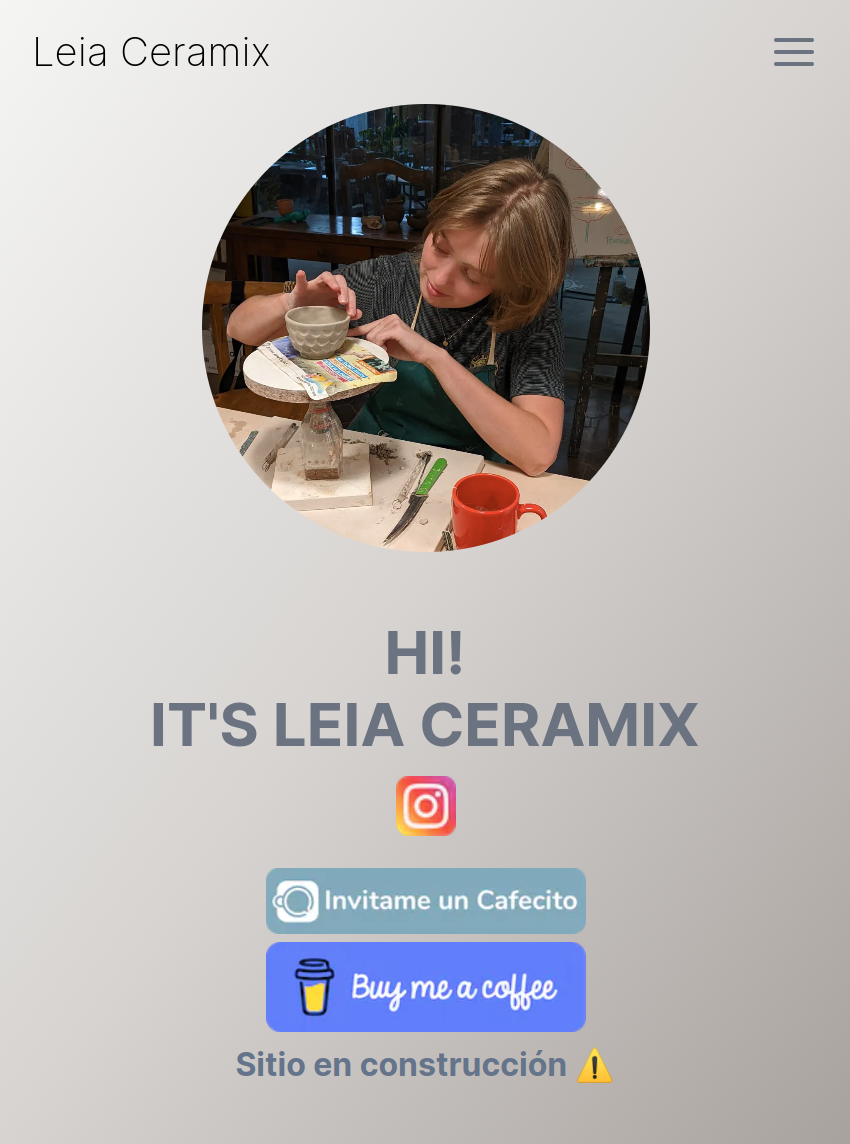 Leia Ceramix
HI!
IT'S LEIA CERAMIX
Invitame un Cafecito
Buy me a coffee
Sitio en construcción ⚠️